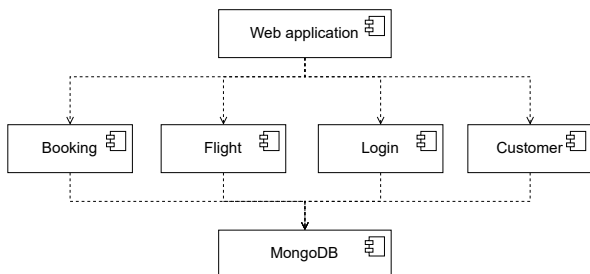 Web application
Booking
Flight
Login
Customer
MongoDB